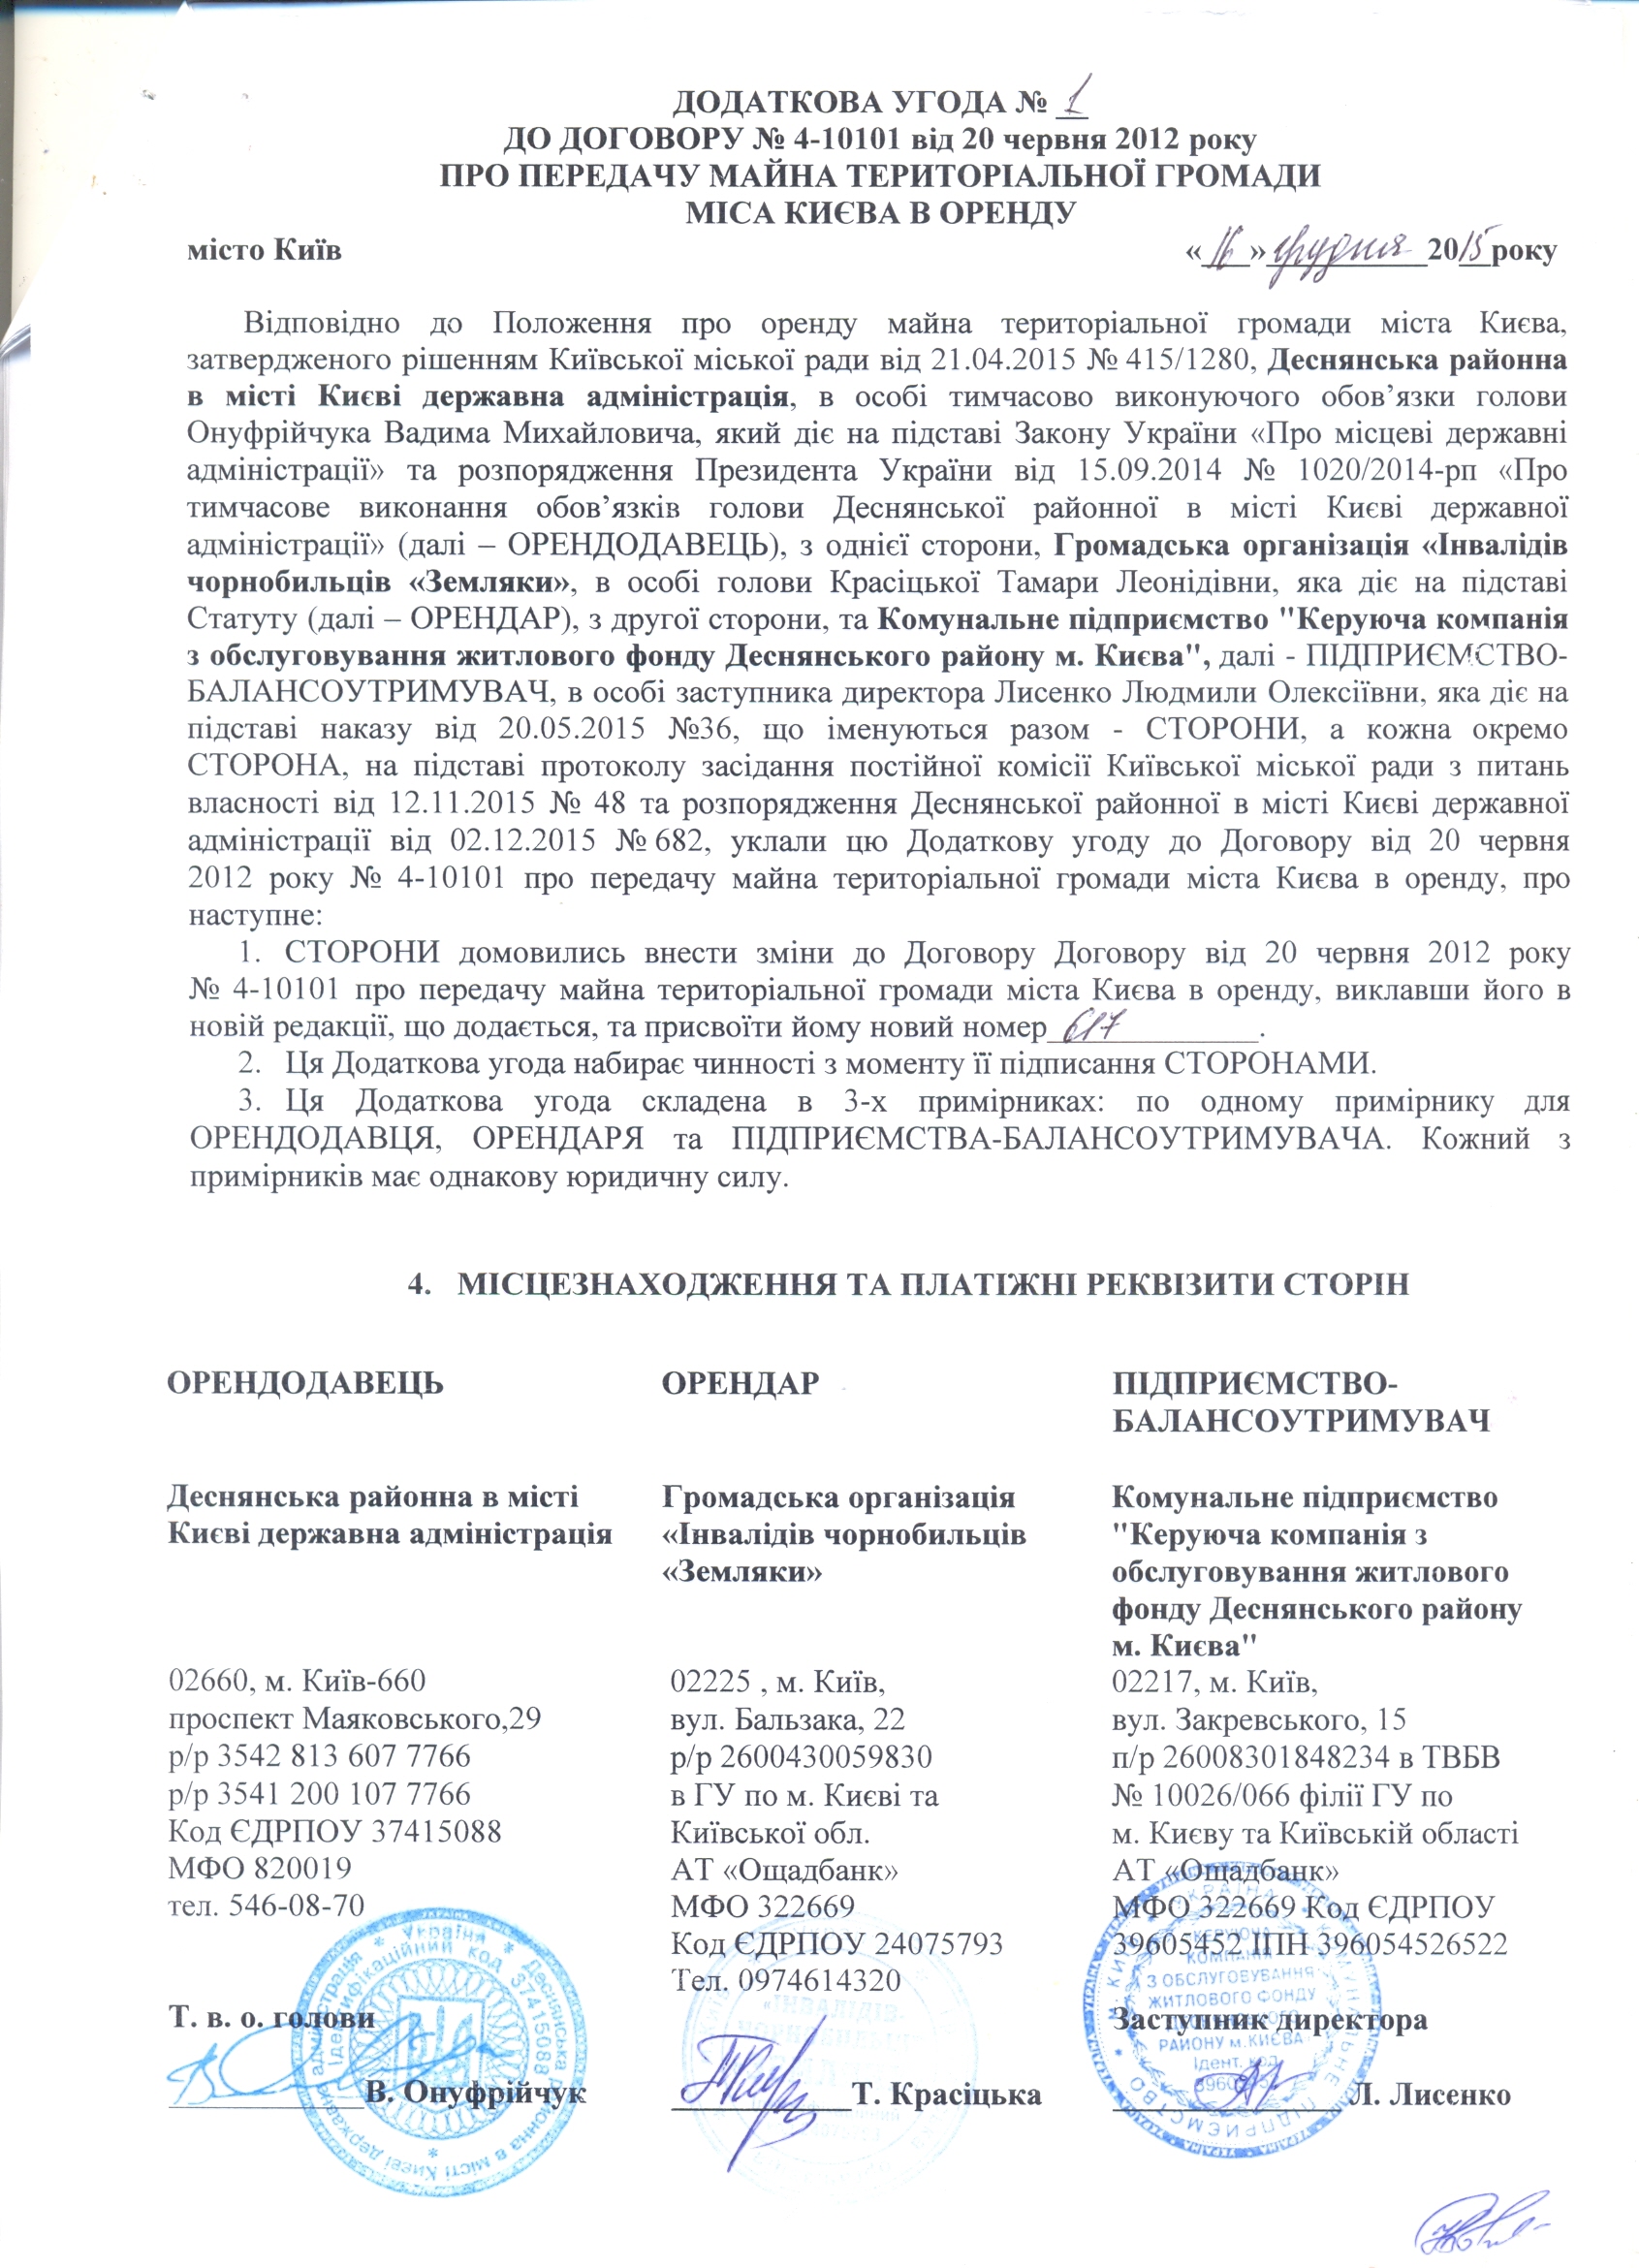 ДОДАТКОВА УГОДА № 1
ДО ДОГОВОРУ № 4-10101 від 20 червня 2012 року
ПРО ПЕРЕДАЧУ МАЙНА ТЕРИТОРІАЛЬНОЇ ГРОМАДИ
МІСА КИЄВА В ОРЕНДУ
місто Київ «16» грудня 2015 року
Відповідно до Положення про оренду майна територіальної громади міста Києва,
затвердженого рішенням Київської міської ради від 21.04.2015 № 415/1280, Деснянська районна
в місті Києві державна адміністрація, в особі тимчасово виконуючого обов’язки голови
Онуфрійчука Вадима Михайловича, який діє на підставі Закону України «Про місцеві державні
адміністрації» та розпорядження Президента України від 15.09.2014 № 1020/2014-рп «Про
тимчасове виконання обов’язків голови Деснянської районної в місті Києві державної
адміністрації» (далі – ОРЕНДОДАВЕЦЬ), з однієї сторони, Громадська організація «Інвалідів
чорнобильців «Земляки», в особі голови Красіцької Тамари Леонідівни, яка діє на підставі
Статуту (далі – ОРЕНДАР), з другої сторони, та Комунальне підприємство "Керуюча компанія
з обслуговування житлового фонду Деснянського району м. Києва", далі - ПІДПРИЄМСТВО-
БАЛАНСОУТРИМУВАЧ, в особі заступника директора Лисенко Людмили Олексіївни, яка діє на
підставі наказу від 20.05.2015 №36, що іменуються разом - СТОРОНИ, а кожна окремо
СТОРОНА, на підставі протоколу засідання постійної комісії Київської міської ради з питань
власності від 12.11.2015 № 48 та розпорядження Деснянської районної в місті Києві державної
адміністрації від 02.12.2015 № 682, уклали цю Додаткову угоду до Договору від 20 червня
2012 року № 4-10101 про передачу майна територіальної громади міста Києва в оренду, про
наступне:
1. СТОРОНИ домовились внести зміни до Договору Договору від 20 червня 2012 року
№ 4-10101 про передачу майна територіальної громади міста Києва в оренду, виклавши його в
новій редакції, що додається, та присвоїти йому новий номер 617.
2. Ця Додаткова угода набирає чинності з моменту її підписання СТОРОНАМИ.
3. Ця Додаткова угода складена в 3-х примірниках: по одному примірнику для
ОРЕНДОДАВЦЯ, ОРЕНДАРЯ та ПІДПРИЄМСТВА-БАЛАНСОУТРИМУВАЧА. Кожний з
примірників має однакову юридичну силу.
4. МІСЦЕЗНАХОДЖЕННЯ ТА ПЛАТІЖНІ РЕКВІЗИТИ СТОРІН
ОРЕНДОДАВЕЦЬ
Деснянська районна в місті
Києві державна адміністрація
02660, м. Київ-660
проспект Маяковського,29
р/р 3542 813 607 7766
р/р 3541 200 107 7766
Код ЄДРПОУ 37415088
МФО 820019
тел. 546-08-70
Т. в. о. голови
В. Онуфрійчук
ОРЕНДАР
Громадська організація
«Інвалідів чорнобильців
«Земляки»
02225 , м. Київ,
вул. Бальзака, 22
р/р 2600430059830
в ГУ по м. Києві та
Київської обл.
АТ «Ощадбанк»
МФО 322669
Код ЄДРПОУ 24075793
Тел. 0974614320
Т. Красіцька
ПІДПРИЄМСТВО-
БАЛАНСОУТРИМУВАЧ
Комунальне підприємство
"Керуюча компанія з
обслуговування житлового
фонду Деснянського району
м. Києва"
02217, м. Київ,
вул. Закревського, 15
п/р 26008301848234 в ТВБВ
№ 10026/066 філії ГУ по
м. Києву та Київській області
АТ «Ощадбанк»
МФО 322669 Код ЄДРПОУ
39605452 ІПН 396054526522
Заступник директора
Л. Лисенко
Україна * Деснянська районна в місті Києві державна адміністрація *
Ідентифікаційний код 37415088
КЕРУЮЧА
КОМПАНІЯ
З ОБСЛУГОВУВАННЯ
ЖИТЛОВОГО ФОНДУ
РАЙОНУ м.КИЄВА
Ідент. код